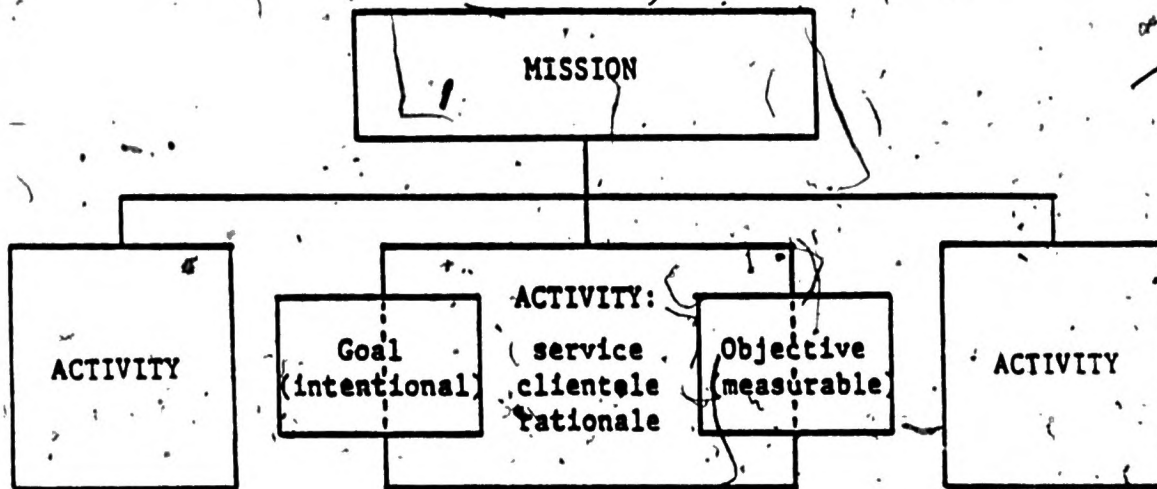 MISSION
ACTIVITY
Goal
(intentional)
ACTIVITY:
service
clientele
rationale
Objective
(measurable)
ACTIVITY